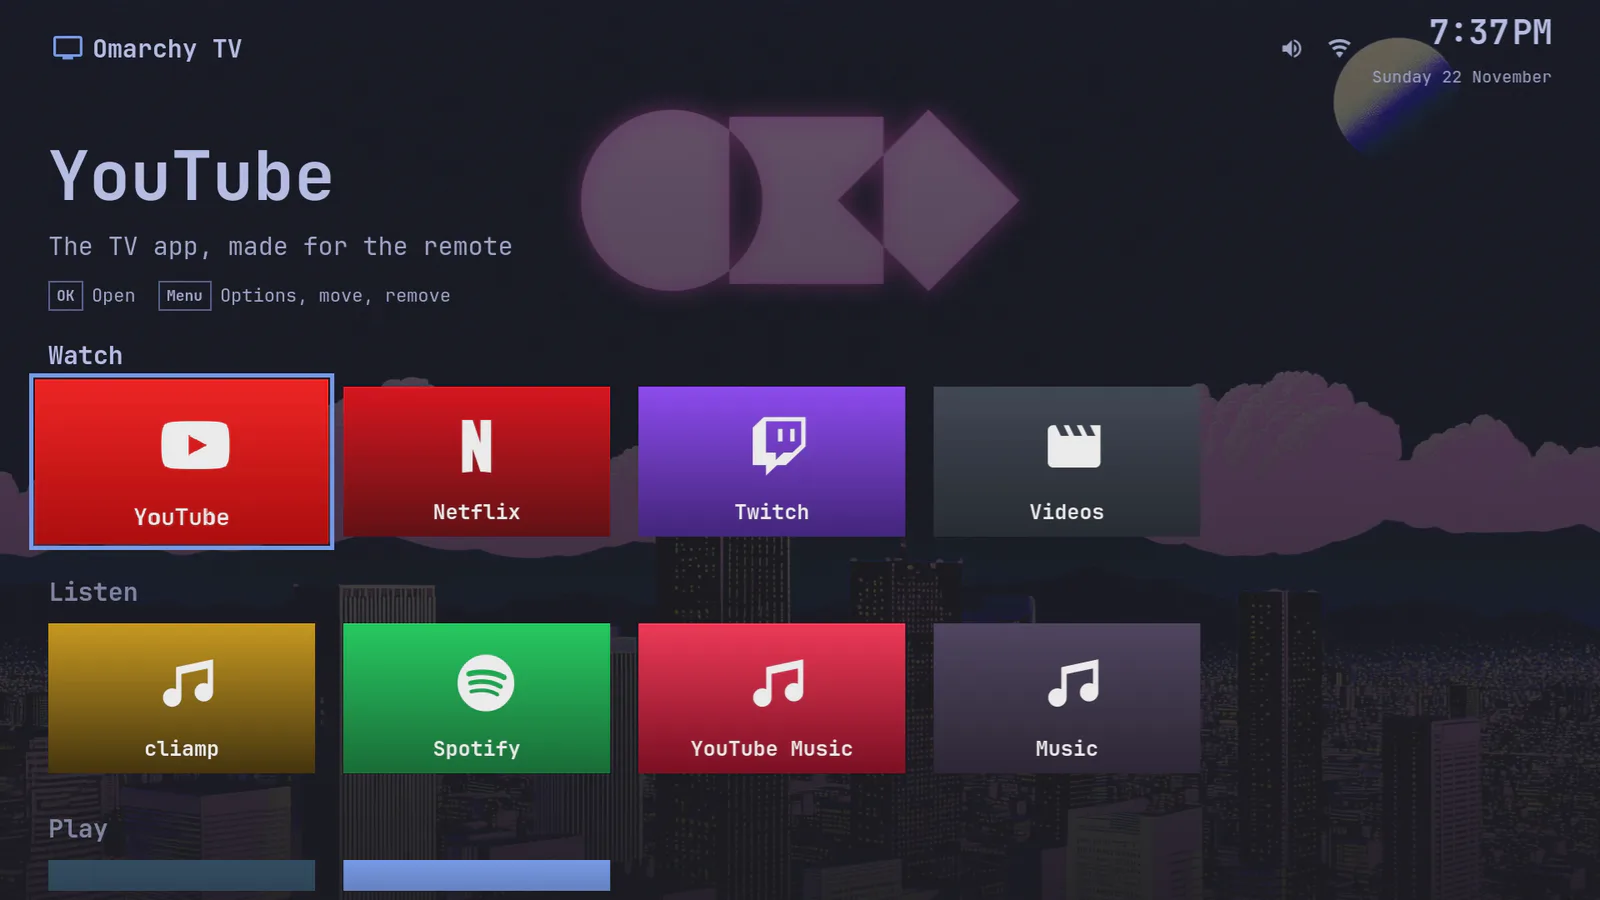 Omarchy TV
7:37PM
Sunday 22 November
YouTube
The TV app, made for the remote
OK Open Menu Options, move, remove
Watch
YouTube
Netflix
Twitch
Videos
Listen
cliamp
Spotify
YouTube Music
Music
Play